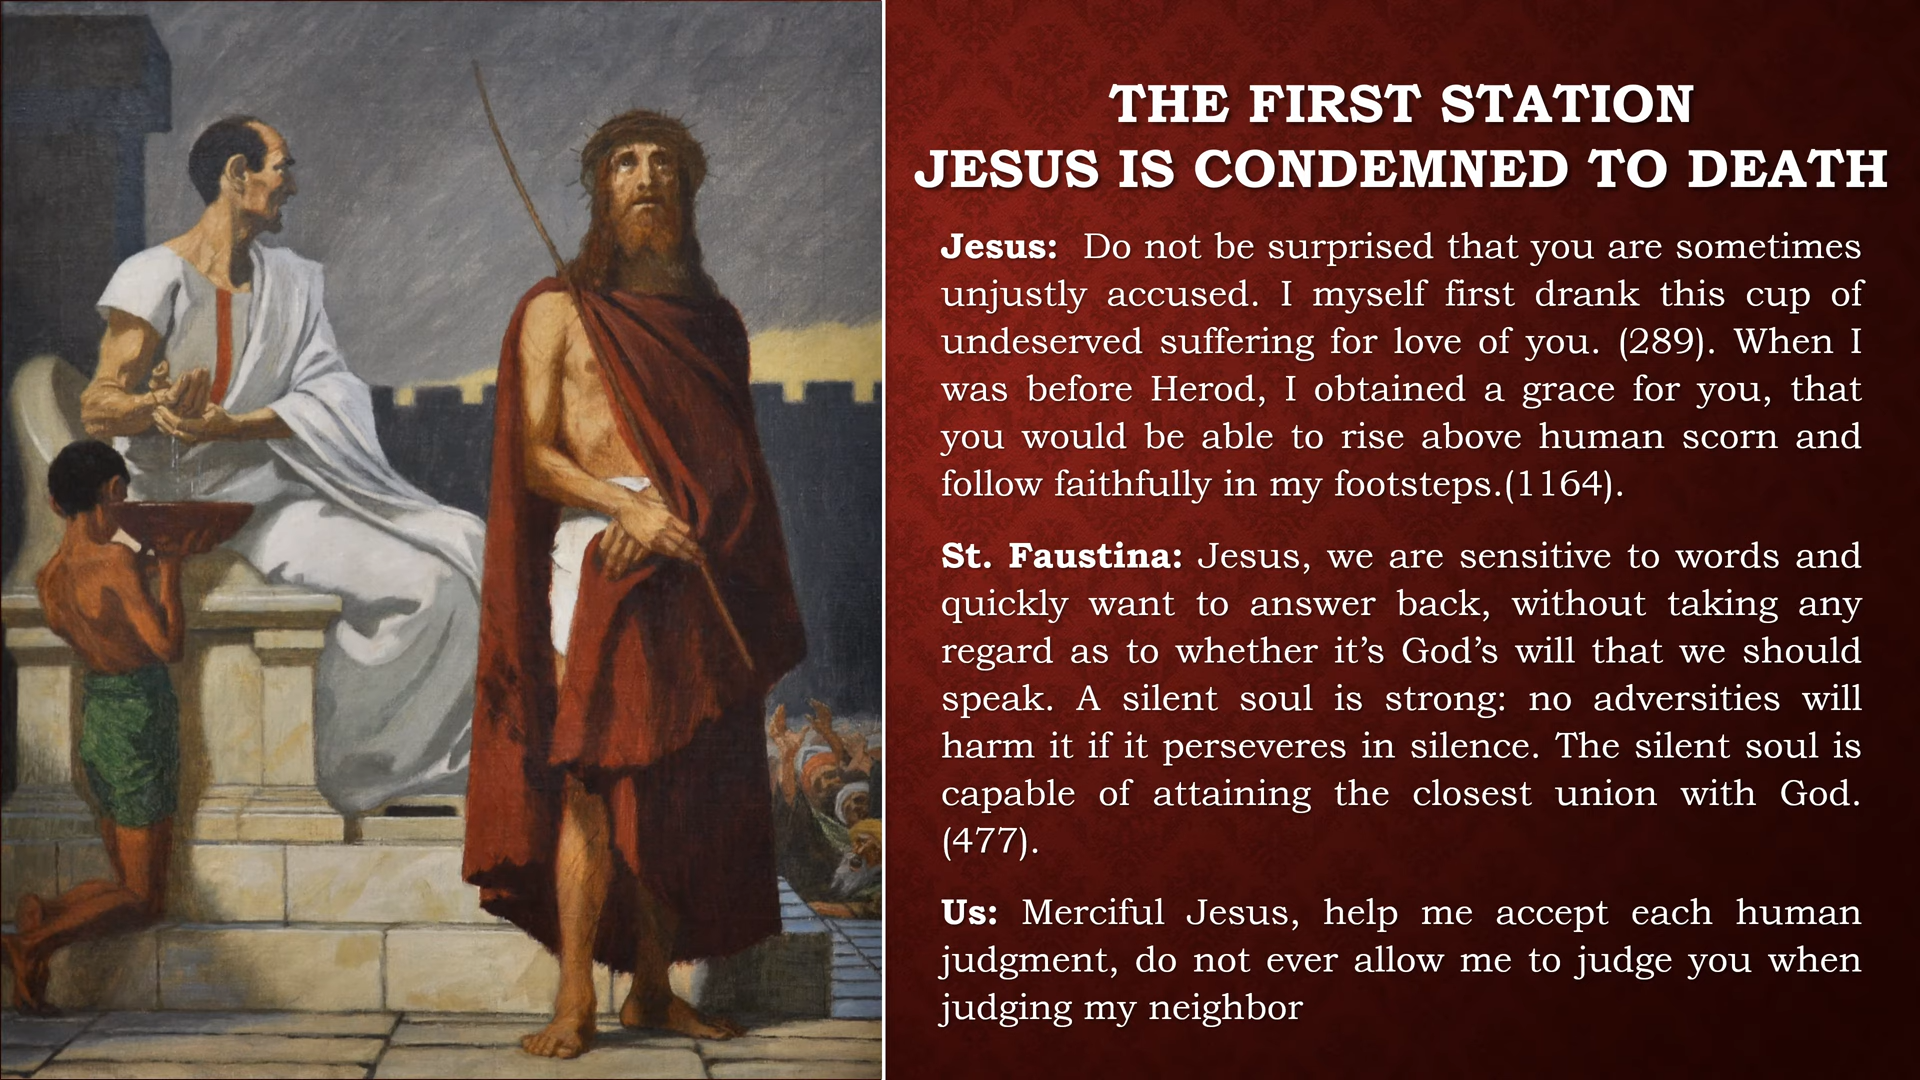 THE FIRST STATION
JESUS IS CONDEMNED TO DEATH
Jesus: Do not be surprised that you are sometimes
unjustly accused. I myself first drank this cup of
undeserved suffering for love of you. (289). When I
was before Herod, I obtained a grace for you, that
you would be able to rise above human scorn and
follow faithfully in my footsteps.(1164).
St. Faustina: Jesus, we are sensitive to words and
quickly want to answer back, without taking any
regard as to whether it’s God’s will that we should
speak. A silent soul is strong: no adversities will
harm it if it perseveres in silence. The silent soul is
capable of attaining the closest union with God.
(477).
Us: Merciful Jesus, help me accept each human
judgment, do not ever allow me to judge you when
judging my neighbor